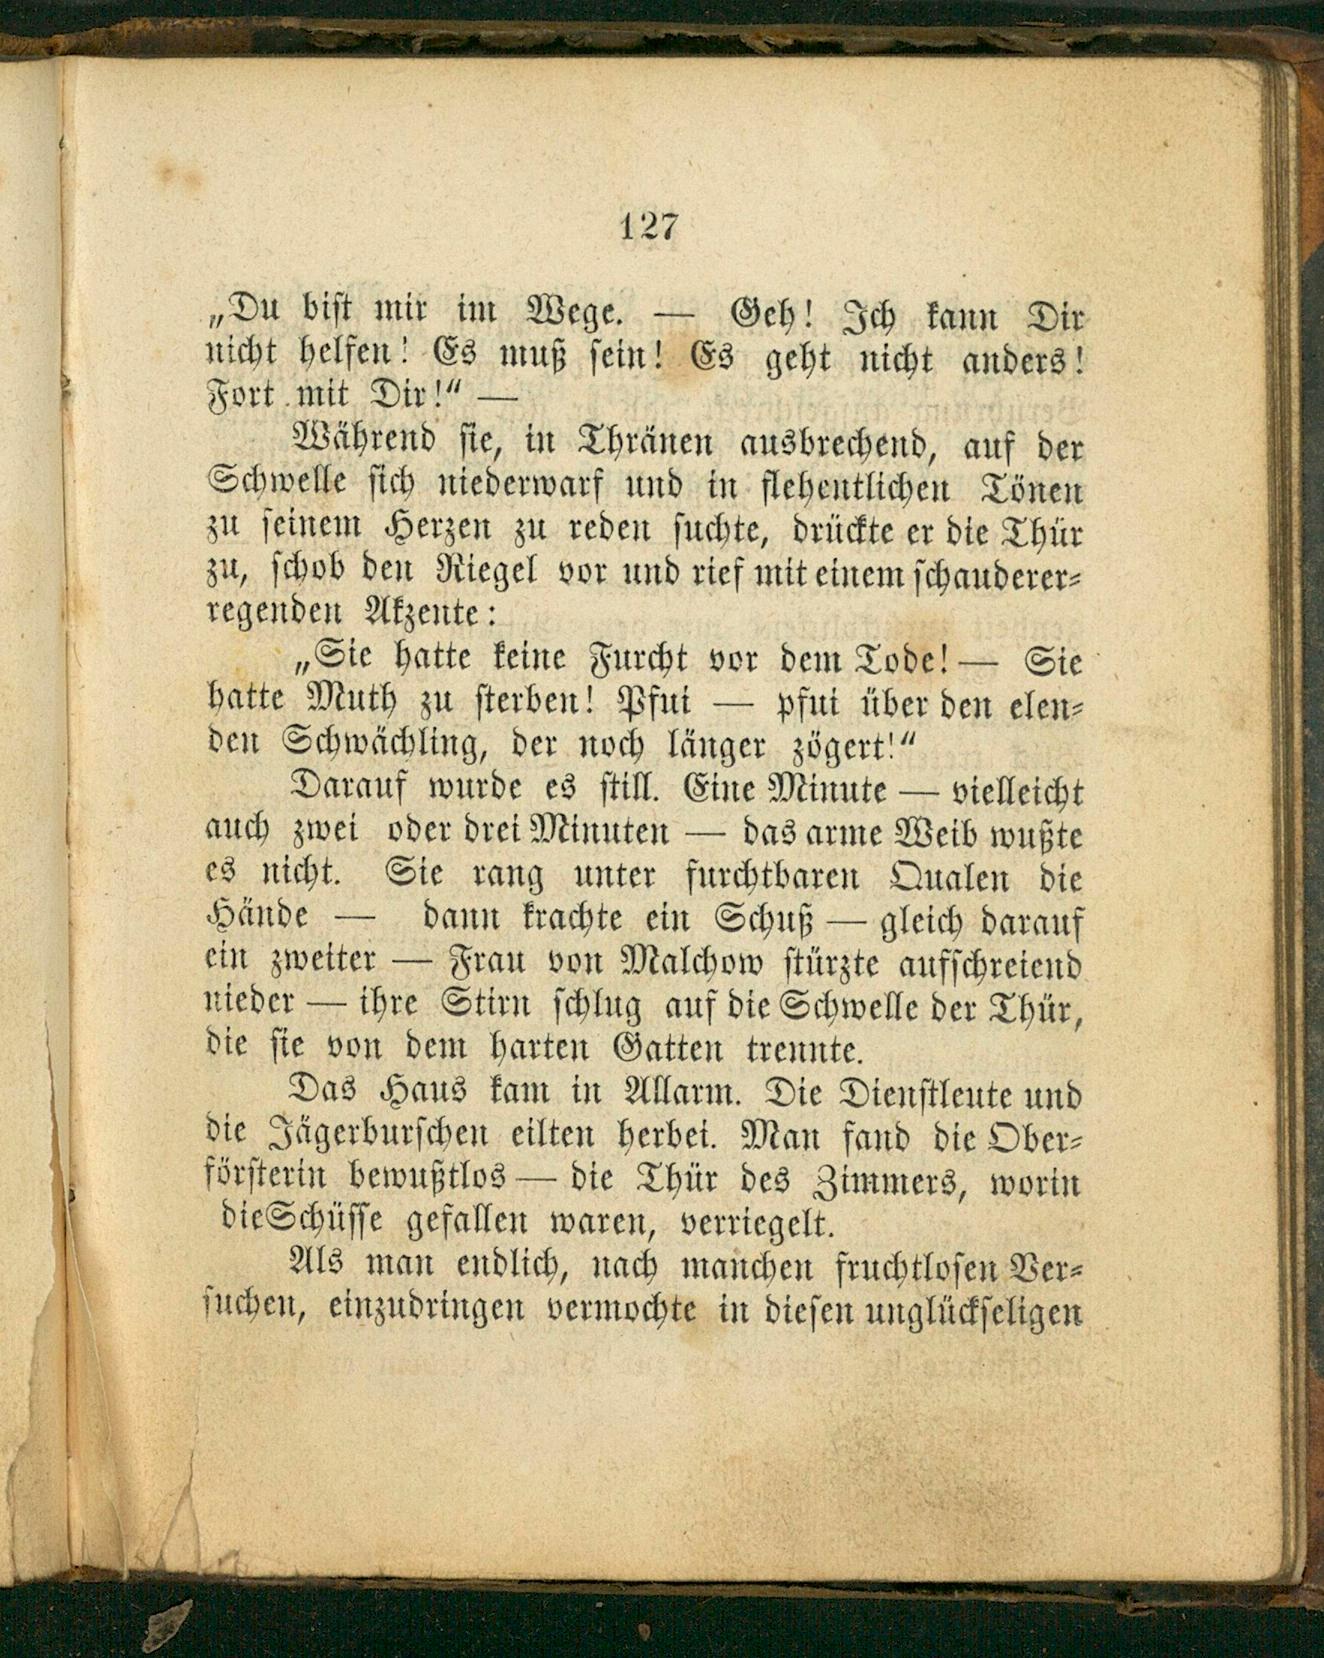 127
„Du bist mir im Wege. — Geh! Ich kann Dir
nicht helfen! Es muß sein! Es geht nicht anders!
Fort mit Dir!“ —
Während sie, in Thränen ausbrechend, auf der
Schwelle sich niederwarf und in flehentlichen Tönen
zu seinem Herzen zu reden suchte, drückte er die Thür
zu, schob den Riegel vor und rief mit einem schauderer-
regenden Akzente:
„Sie hatte keine Furcht vor dem Tode! — Sie
hatte Muth zu sterben! Pfui — pfui über den elen-
den Schwächling, der noch länger zögert!“
Darauf wurde es still. Eine Minute — vielleicht
auch zwei oder drei Minuten — das arme Weib wußte
es nicht. Sie rang unter furchtbaren Qualen die
Hände — dann krachte ein Schuß — gleich darauf
ein zweiter — Frau von Malchow stürzte aufschreiend
nieder — ihre Stirn schlug auf die Schwelle der Thür,
die sie von dem harten Gatten trennte.
Das Haus kam in Allarm. Die Dienstleute und
die Jägerburschen eilten herbei. Man fand die Ober-
försterin bewußtlos — die Thür des Zimmers, worin
die Schüsse gefallen waren, verriegelt.
Als man endlich, nach manchen fruchtlosen Ver-
suchen, einzudringen vermochte in diesen unglückseligen